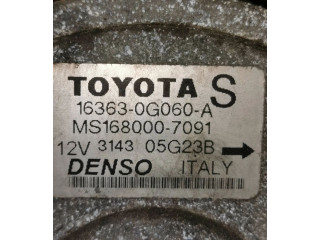 TOYOTA S
16363-0G060-A
MS168000-7091
12V 3143 05G23B
DENSO ITALY